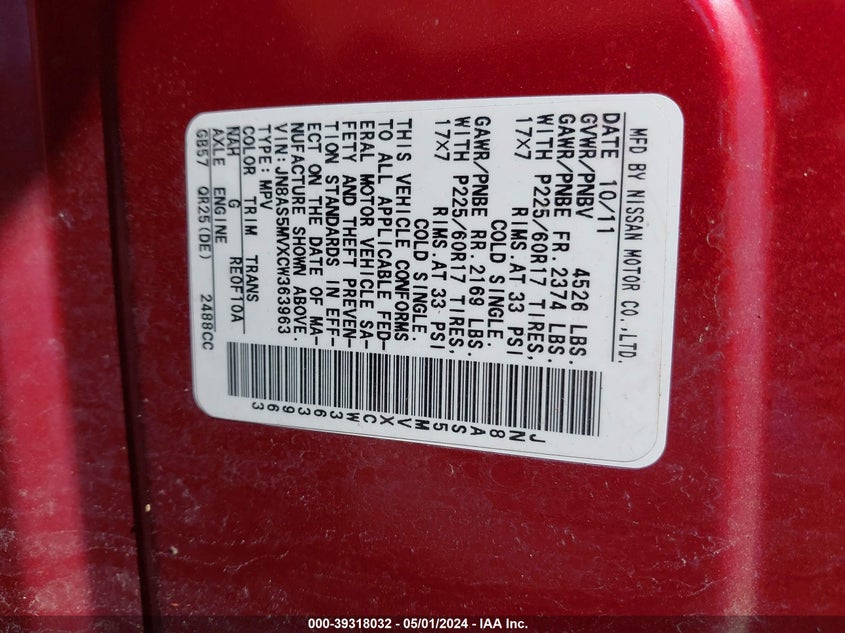 MFD BY NISSAN MOTOR CO.,LTD.
DATE 10/11
GVWR/PNBV 4526 LBS.
GAWR/PNBE FR. 2374 LBS.
WITH P225/60R17 TIRES,
17X7 RIMS.AT 33 PSI
COLD SINGLE.
GAWR/PNBE RR. 2169 LBS.
WITH P225/60R17 TIRES,
17X7 RIMS.AT 33 PSI
COLD SINGLE.
THIS VEHICLE CONFORMS
TO ALL APPLICABLE FED-
ERAL MOTOR VEHICLE SA-
FETY AND THEFT PREVEN-
TION STANDARDS IN EFF-
ECT ON THE DATE OF MA-
NUFACTURE SHOWN ABOVE.
VIN:JN8AS5MVXCW363963
TYPE:MPV
COLOR TRIM TRANS
NAH G RE0F10A
AXLE ENGINE
GB57 QR25(DE) 2488CC
JN8AS5MVXCW363963
000-39318032 - 05/01/2024 - IAA Inc.